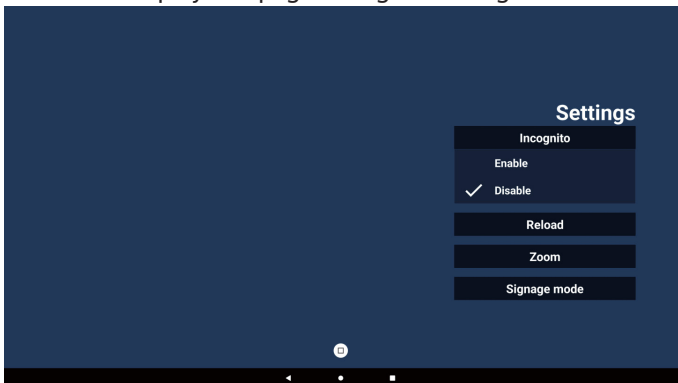 Settings
Incognito
Enable
Disable
Reload
Zoom
Signage mode